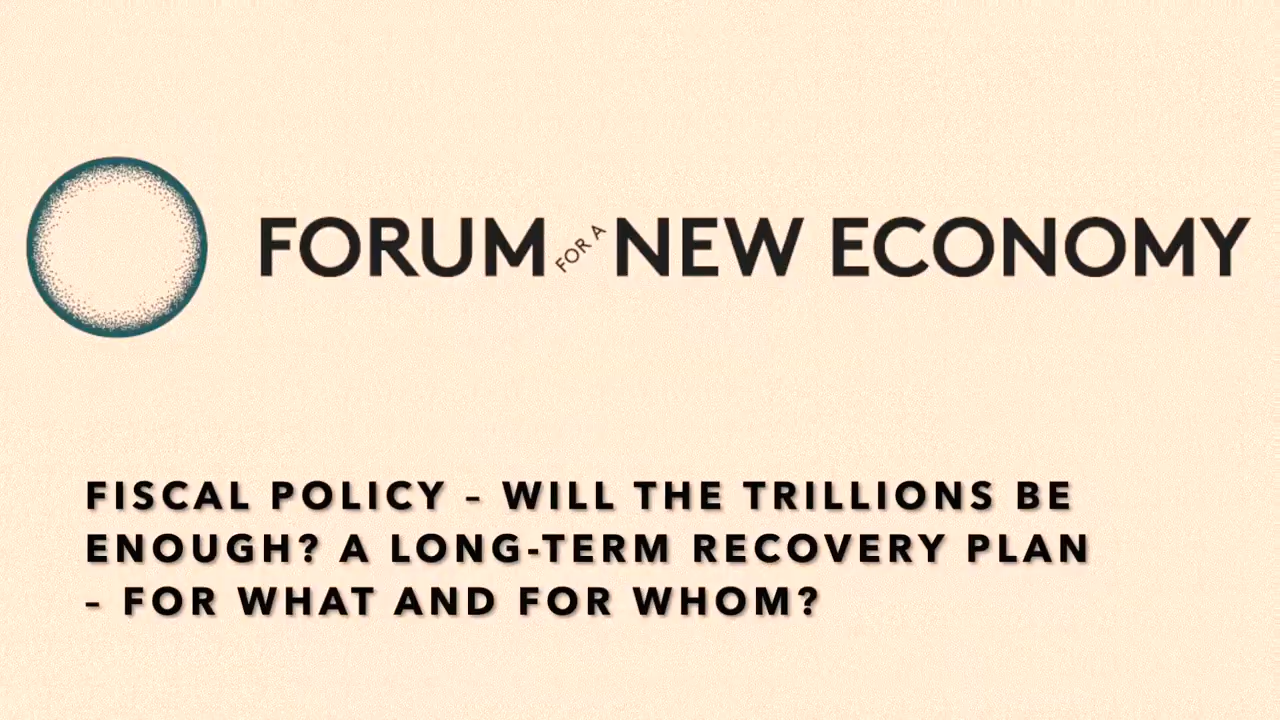 FORUM FOR A NEW ECONOMY
FISCAL POLICY – WILL THE TRILLIONS BE
ENOUGH? A LONG-TERM RECOVERY PLAN
– FOR WHAT AND FOR WHOM?